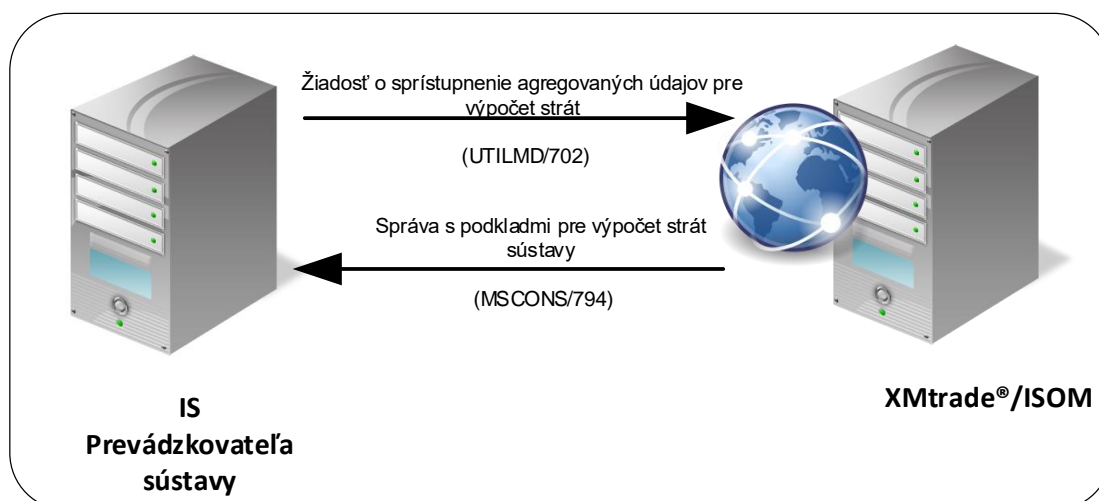 Žiadosť o sprístupnenie agregovaných údajov pre
výpočet strát
(UTILMD/702)
Správa s podkladmi pre výpočet strát
sústavy
(MSCONS/794)
IS
Prevádzkovateľa
sústavy
XMtrade®/ISOM